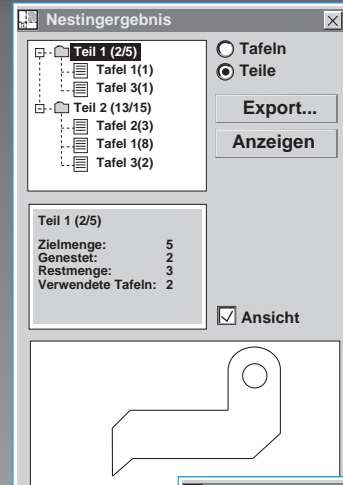 Nestingergebnis
Teil 1 (2/5)
Tafel 1(1)
Tafel 3(1)
Teil 2 (13/15)
Tafel 2(3)
Tafel 1(8)
Tafel 3(2)
Tafeln
Teile
Export...
Anzeigen
Teil 1 (2/5)
Zielmenge: 5
Genestet: 2
Restmenge: 3
Verwendete Tafeln: 2
Ansicht